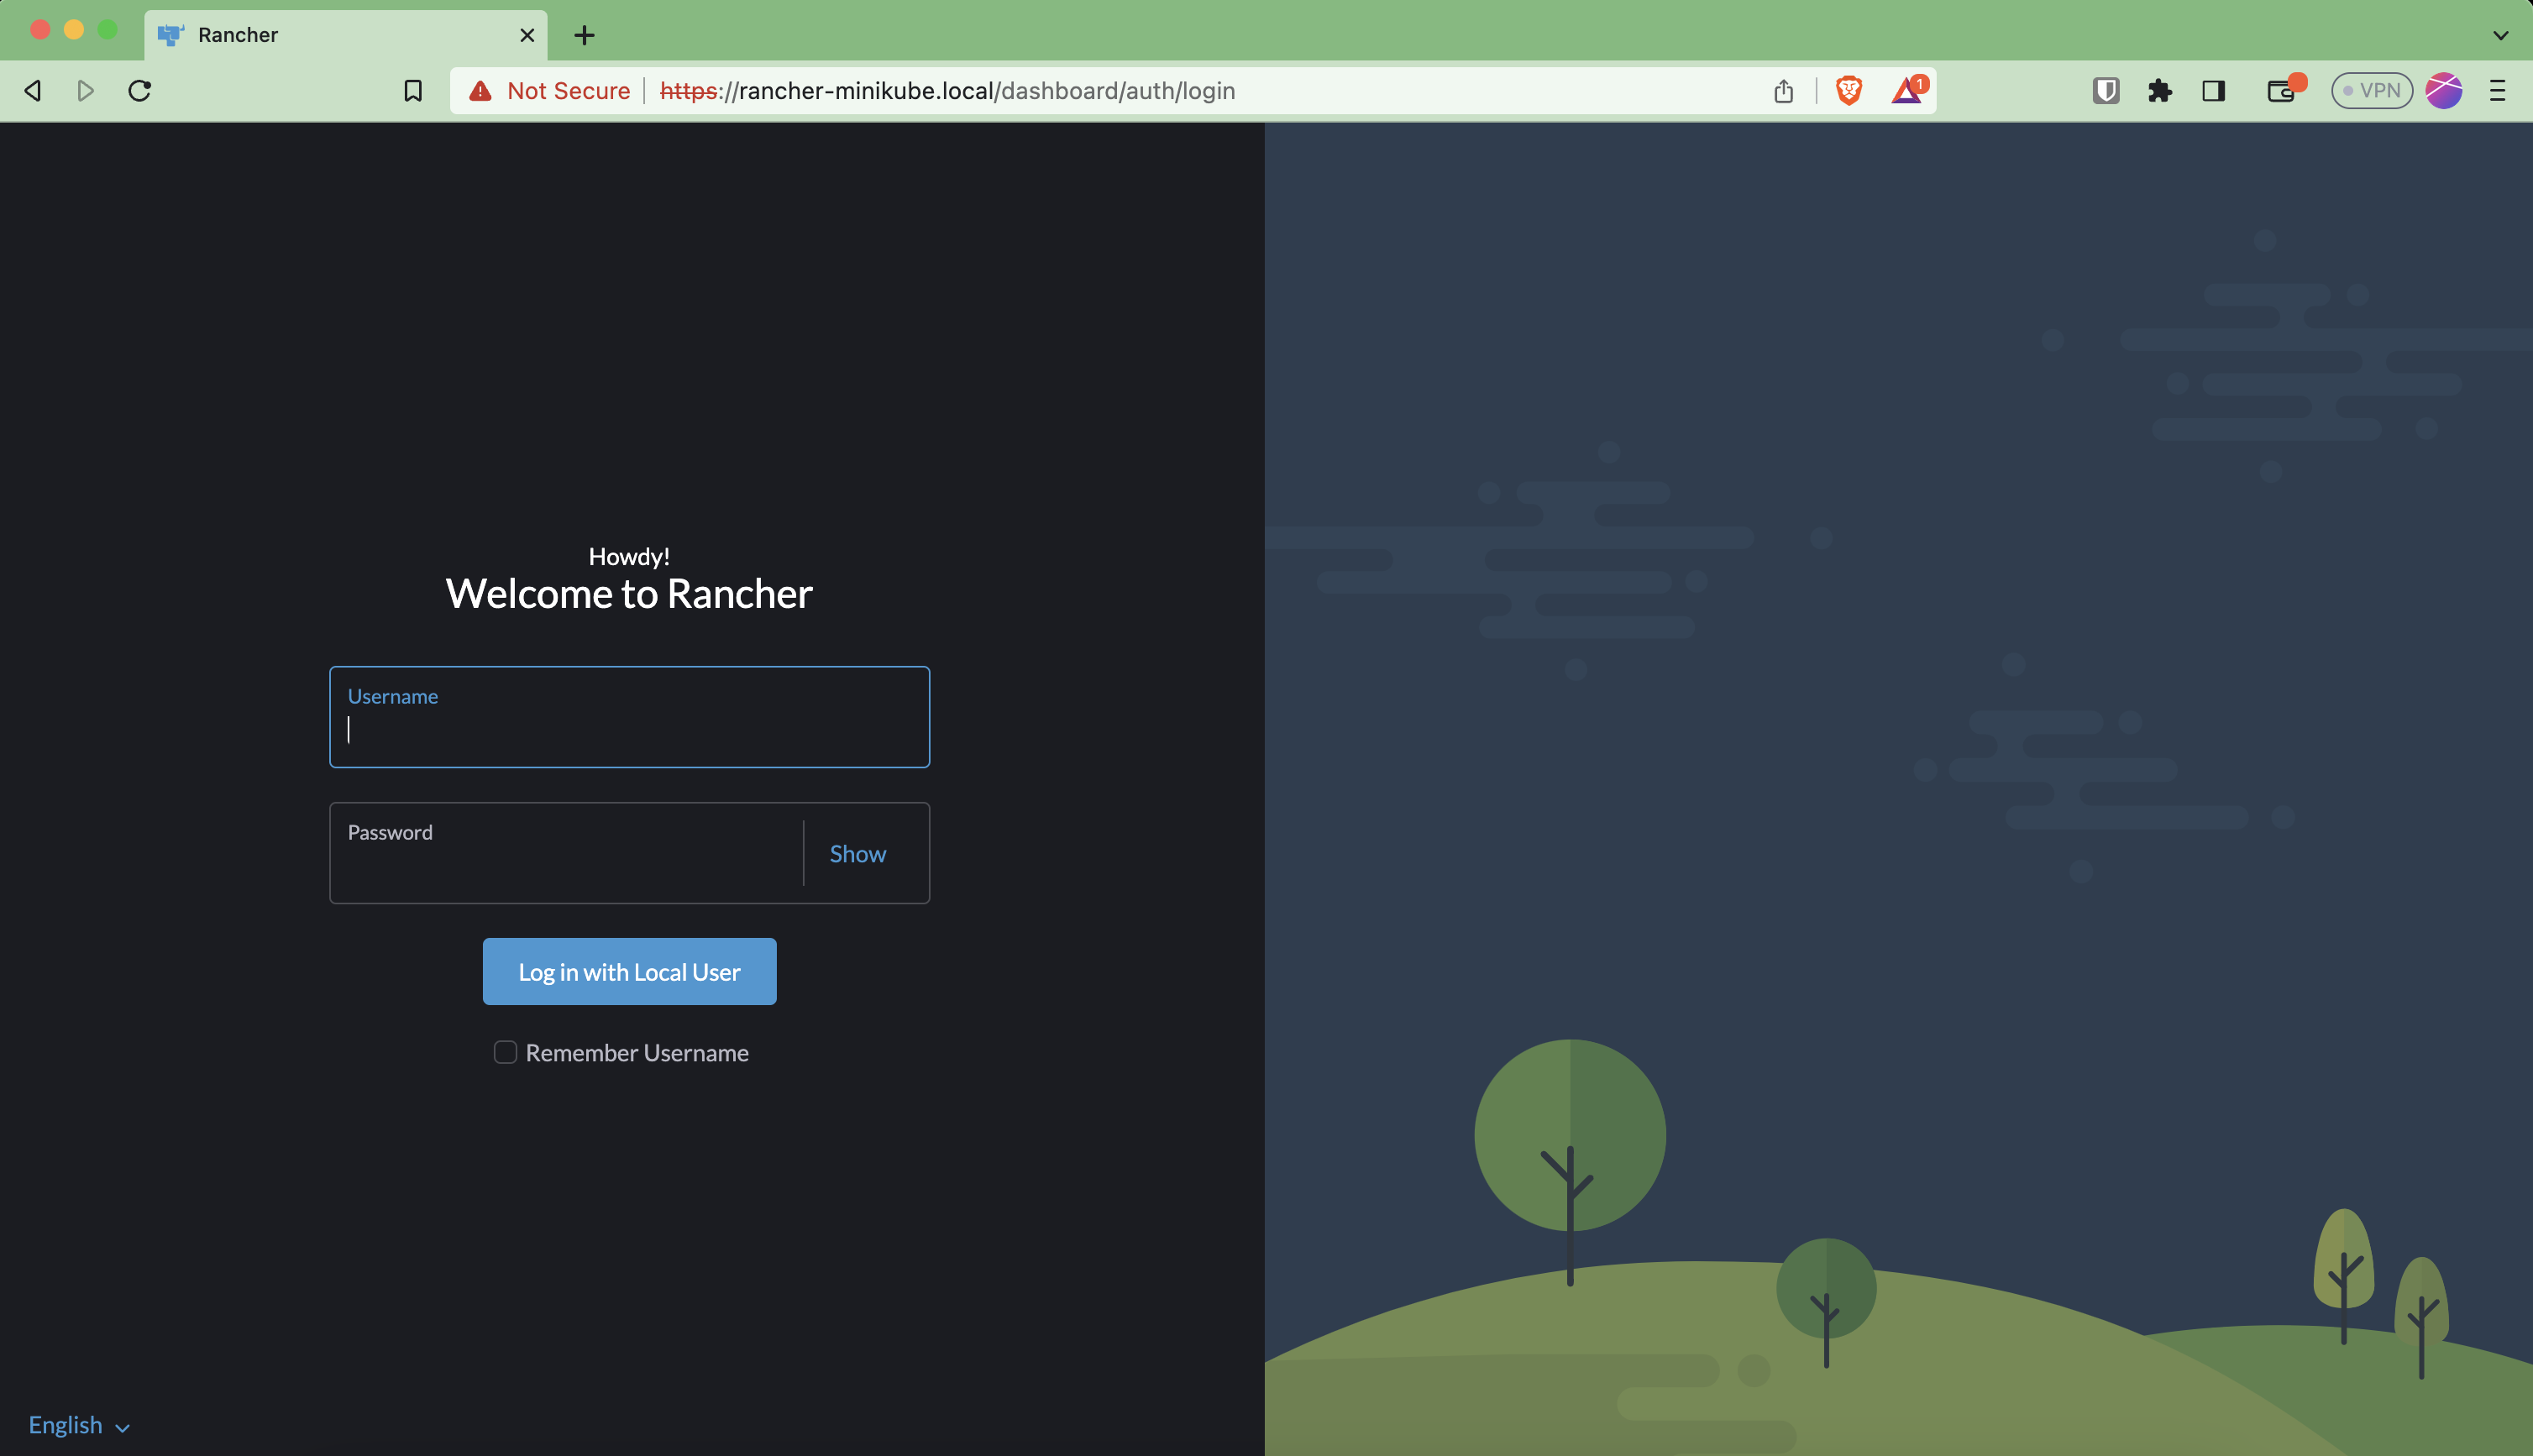 Rancher
Not Secure
https://rancher-minikube.local/dashboard/auth/login
1
VPN
Howdy!
Welcome to Rancher
Username
Password
Show
Log in with Local User
Remember Username
English